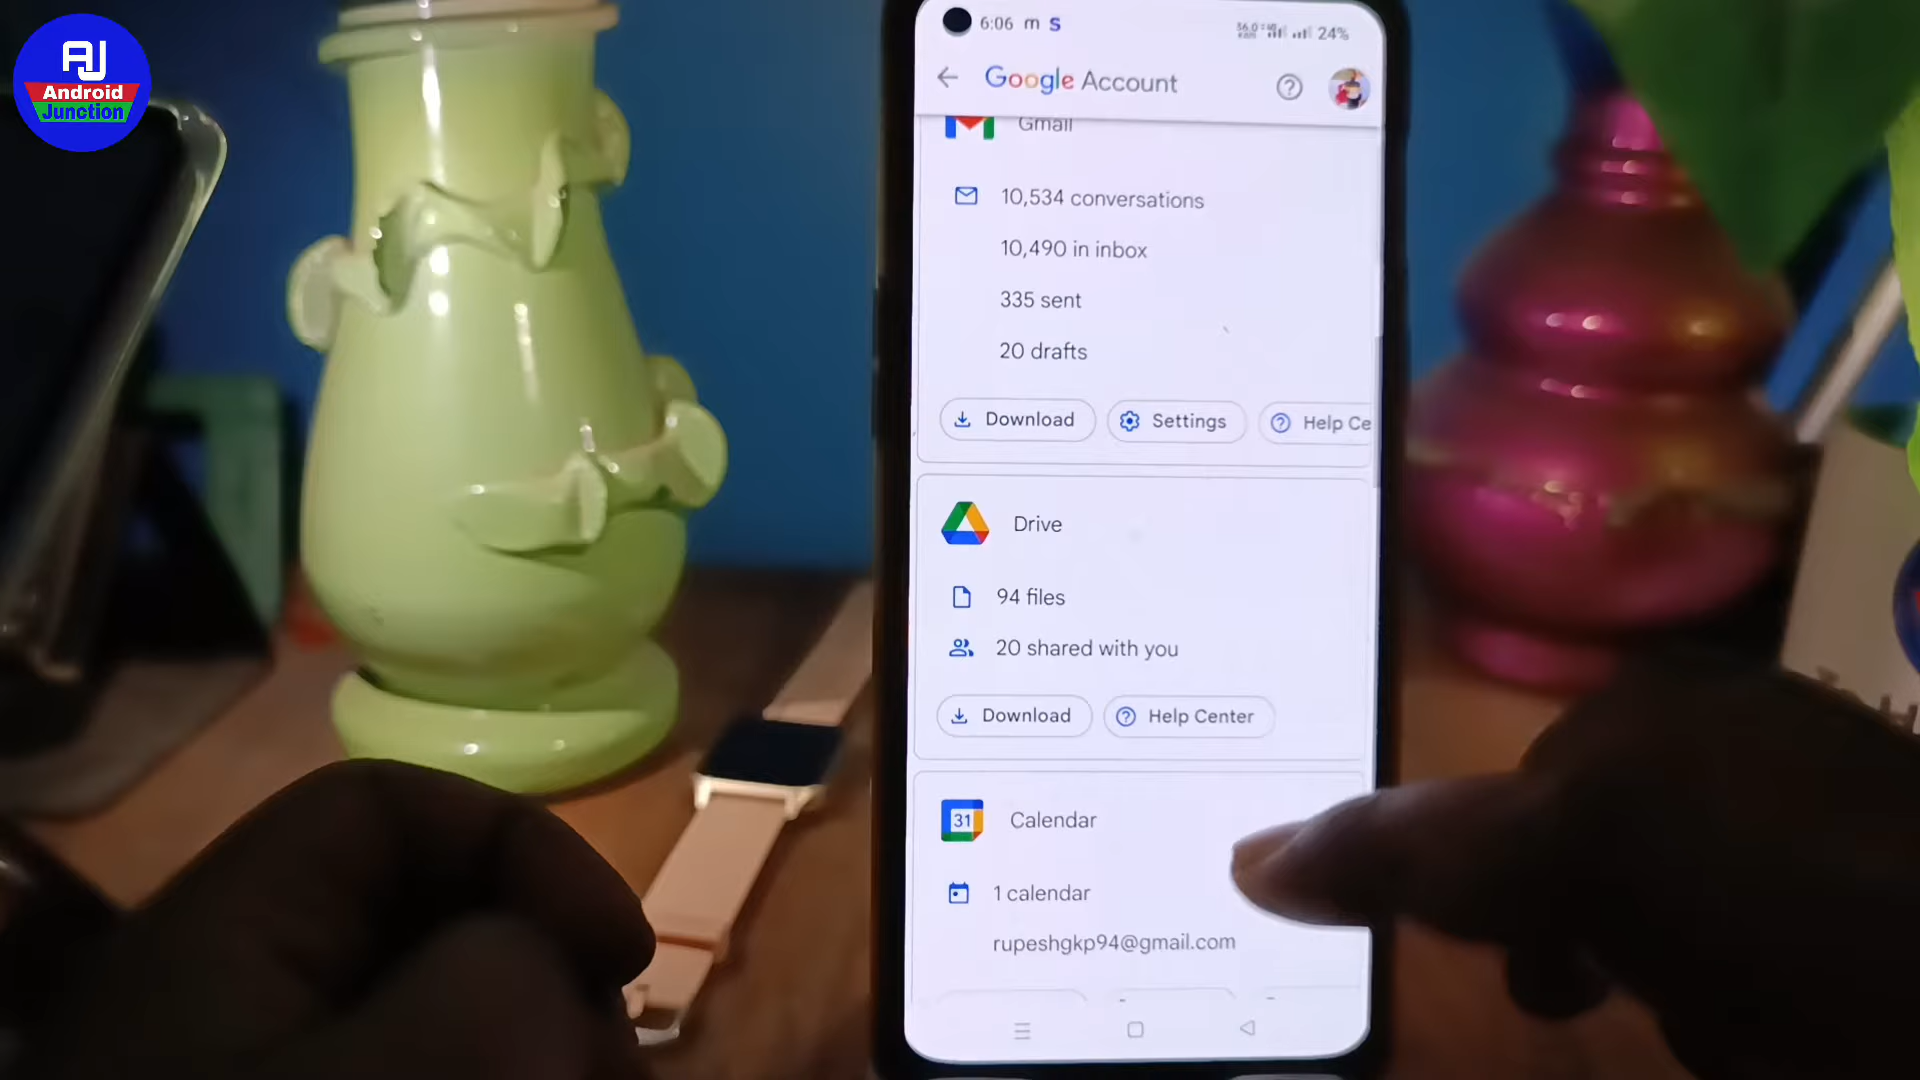 AJ
Android
Junction
6:06 m S
24%
Google Account
Gmail
10,534 conversations
10,490 in inbox
335 sent
20 drafts
Download
Settings
Help Ce
Drive
94 files
20 shared with you
Download
Help Center
31
Calendar
1 calendar
rupeshgkp94@gmail.com